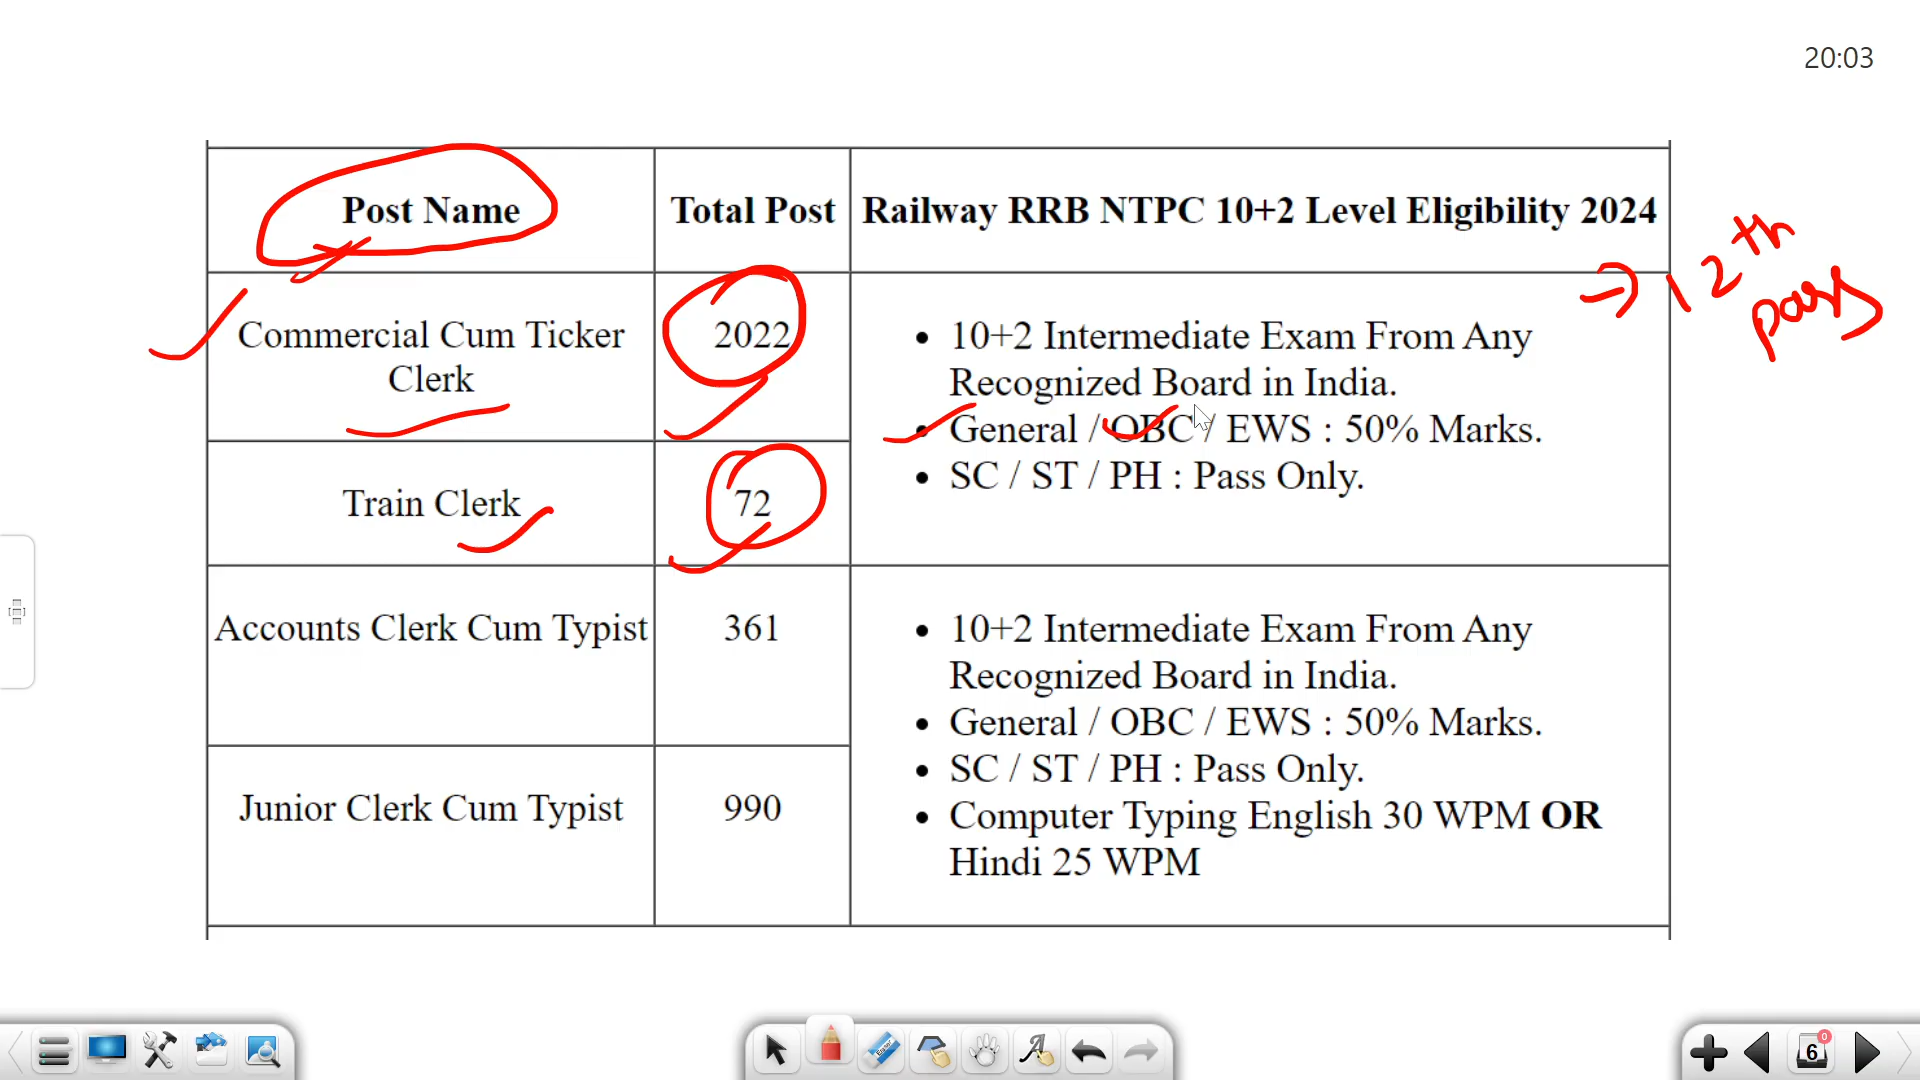 20:03
Post Name
Total Post
Railway RRB NTPC 10+2 Level Eligibility 2024
→ 12th
pass
Commercial Cum Ticker
Clerk
2022
• 10+2 Intermediate Exam From Any
Recognized Board in India.
• General / OBC / EWS : 50% Marks.
• SC / ST / PH : Pass Only.
Train Clerk
72
Accounts Clerk Cum Typist
361
• 10+2 Intermediate Exam From Any
Recognized Board in India.
• General / OBC / EWS : 50% Marks.
• SC / ST / PH : Pass Only.
• Computer Typing English 30 WPM OR
Hindi 25 WPM
Junior Clerk Cum Typist
990
Eraser
A
6
0